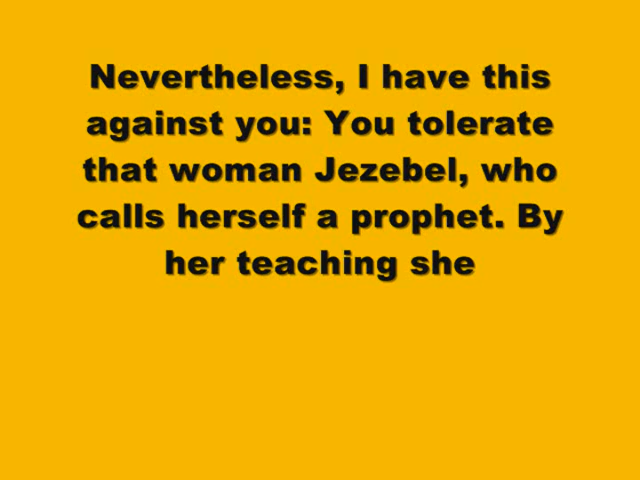 Nevertheless, I have this
against you: You tolerate
that woman Jezebel, who
calls herself a prophet. By
her teaching she